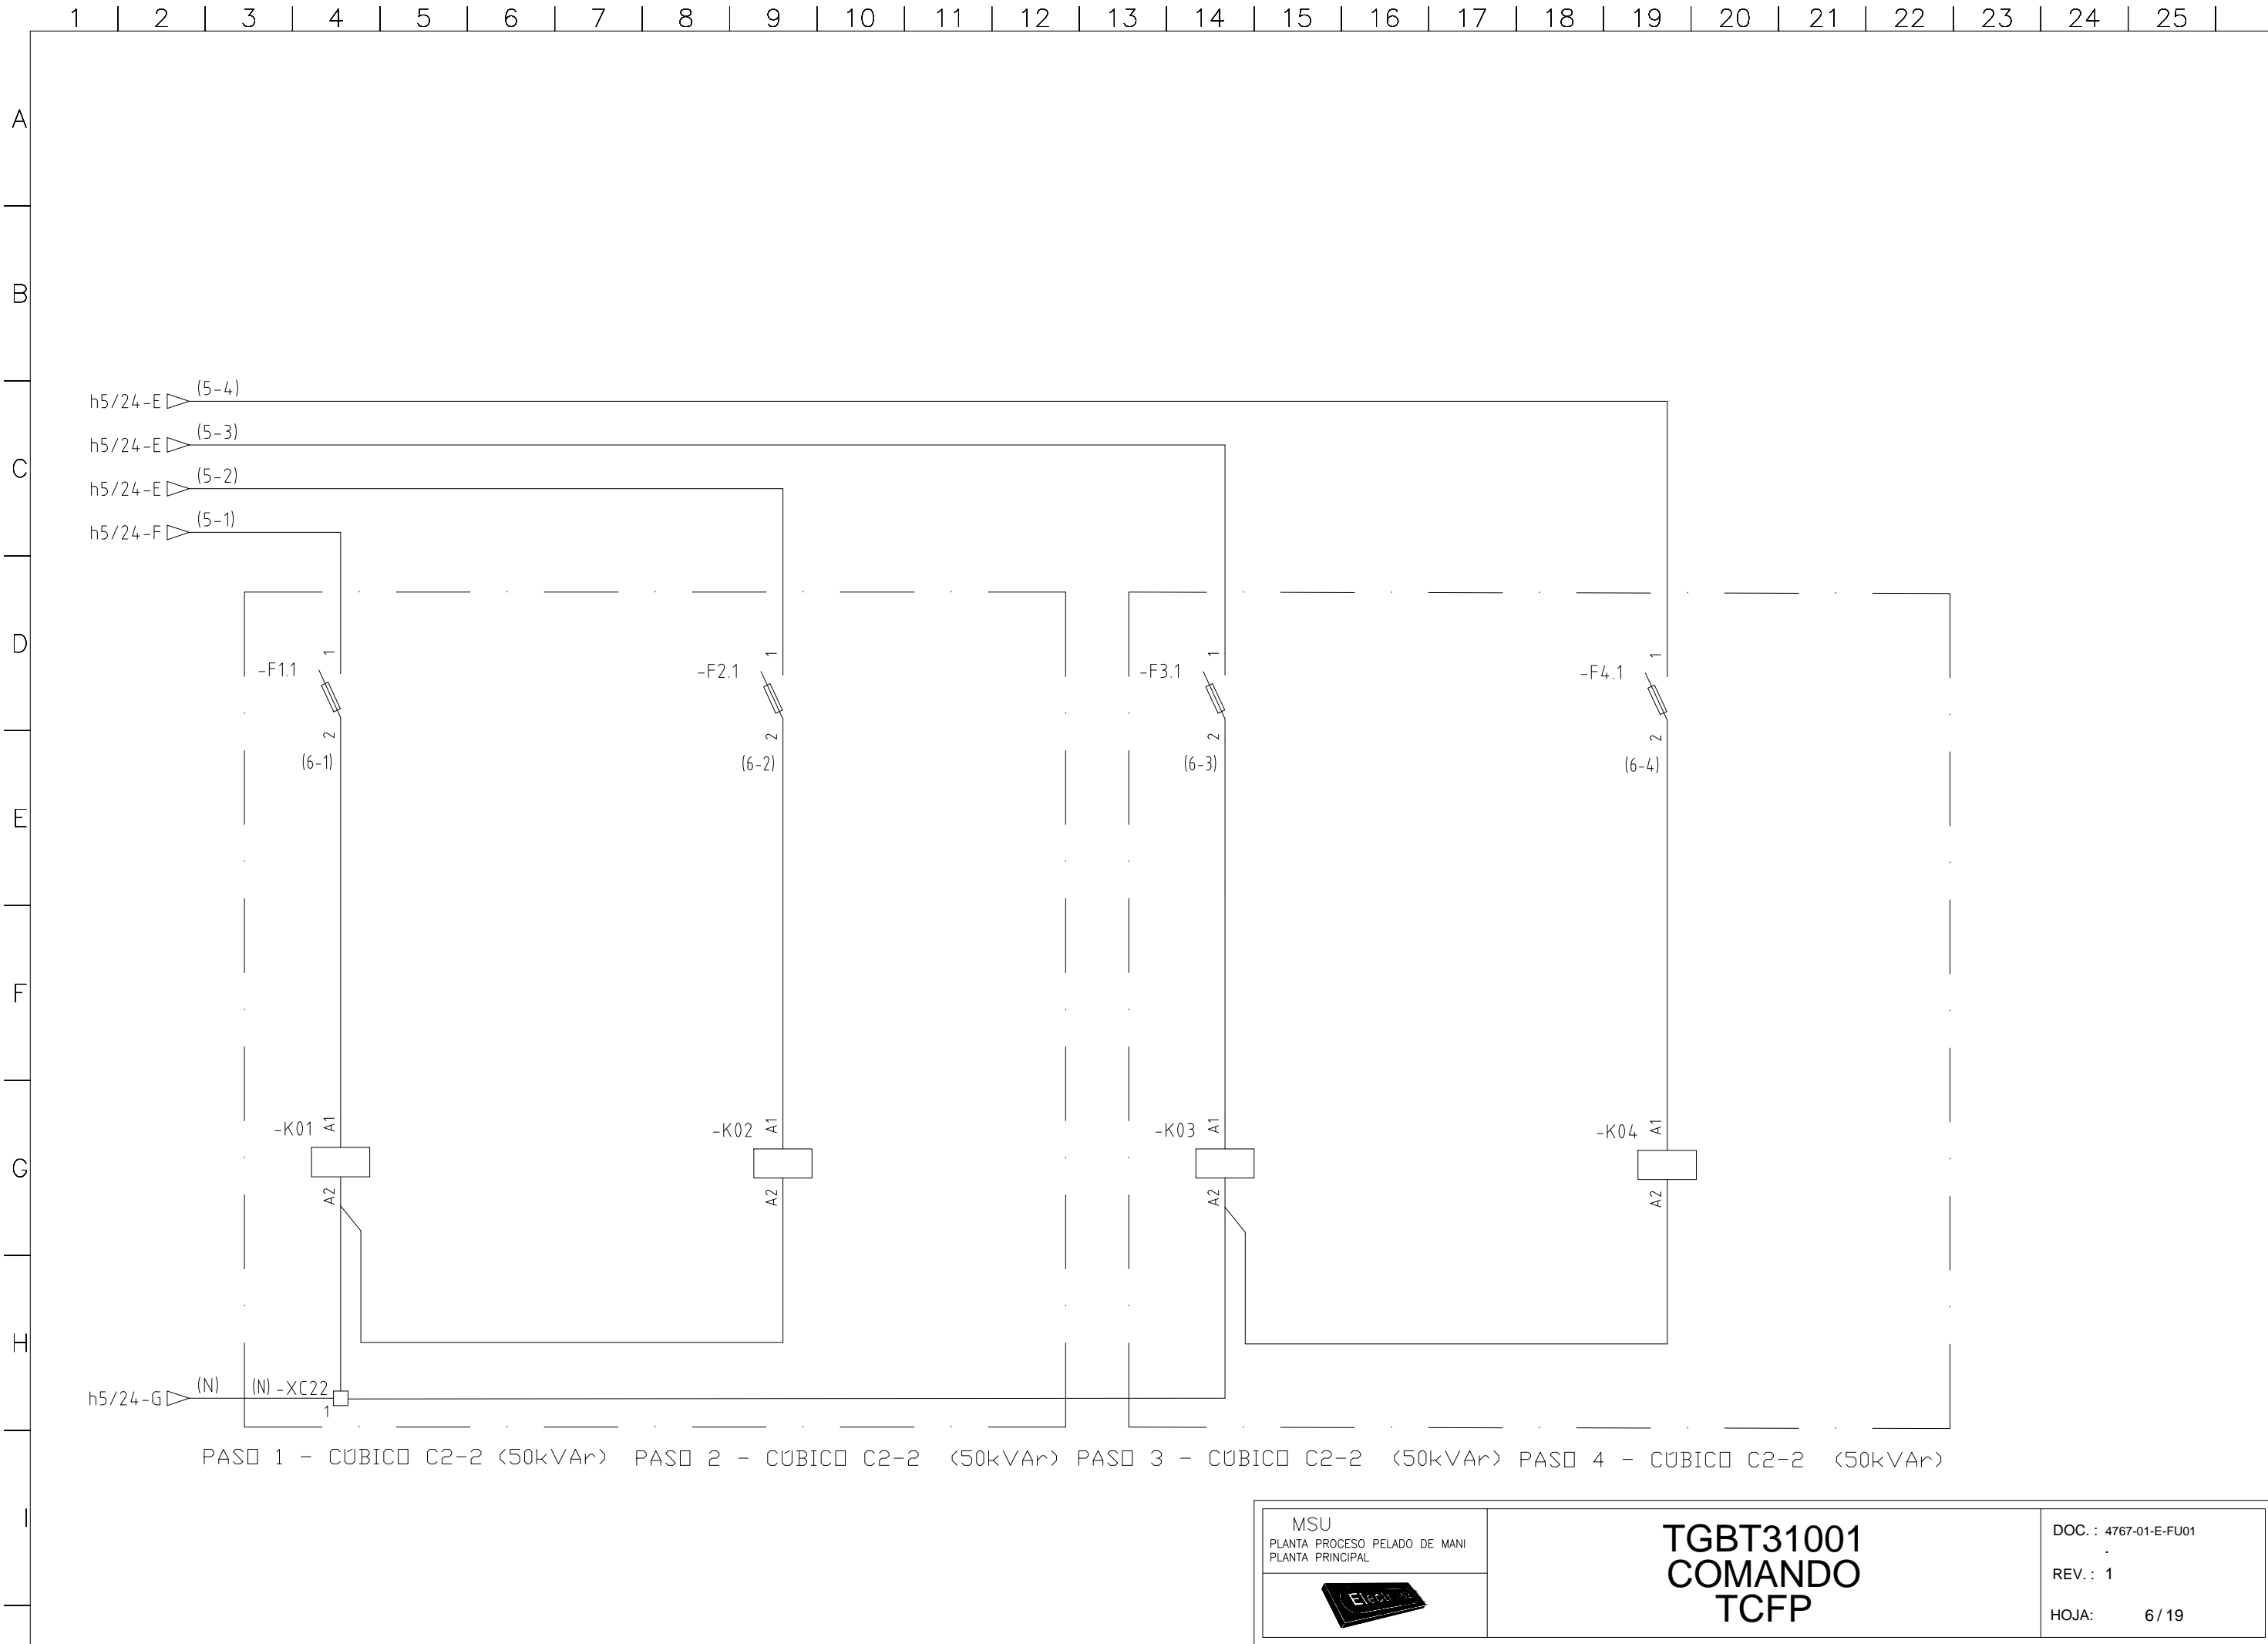 1 2 3 4 5 6 7 8 9 10 11 12 13 14 15 16 17 18 19 20 21 22 23 24 25
A
B
(5-4)
h5/24-E
(5-3)
h5/24-E
C
(5-2)
h5/24-E
(5-1)
h5/24-F
D
-F1.1 1 -F2.1 1 -F3.1 1 -F4.1 1
2 2 2 2
(6-1) (6-2) (6-3) (6-4)
E
F
-K01 A1 -K02 A1 -K03 A1 -K04 A1
G
A2 A2 A2 A2
H
h5/24-G (N) (N) -XC22
1
PASO 1 - CÚBICO C2-2 (50kVAr) PASO 2 - CÚBICO C2-2 (50kVAr) PASO 3 - CÚBICO C2-2 (50kVAr) PASO 4 - CÚBICO C2-2 (50kVAr)
I
MSU
PLANTA PROCESO PELADO DE MANI
PLANTA PRINCIPAL
TGBT31001
COMANDO
TCFP
DOC. : 4767-01-E-FU01
.
REV. : 1
HOJA: 6 / 19